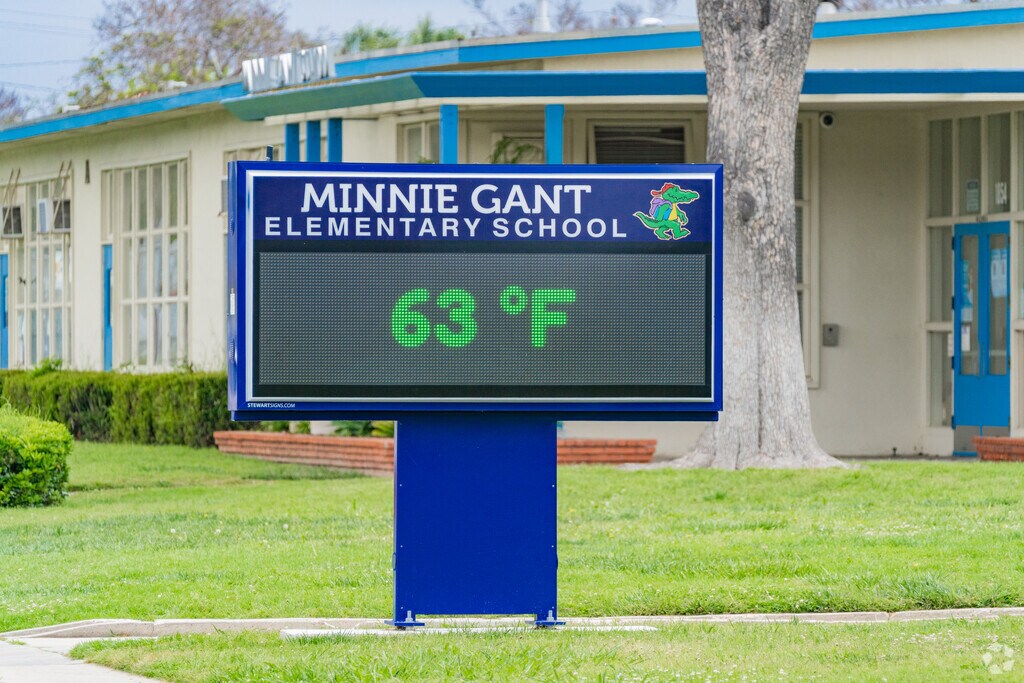 MINNIE GANT
ELEMENTARY SCHOOL
63 °F
STEWARTSIGNS.COM